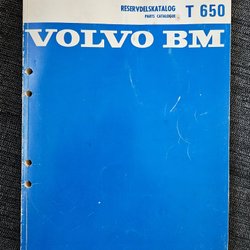 RESERVDELSKATALOG T 650
PARTS CATALOGUE
VOLVO BM